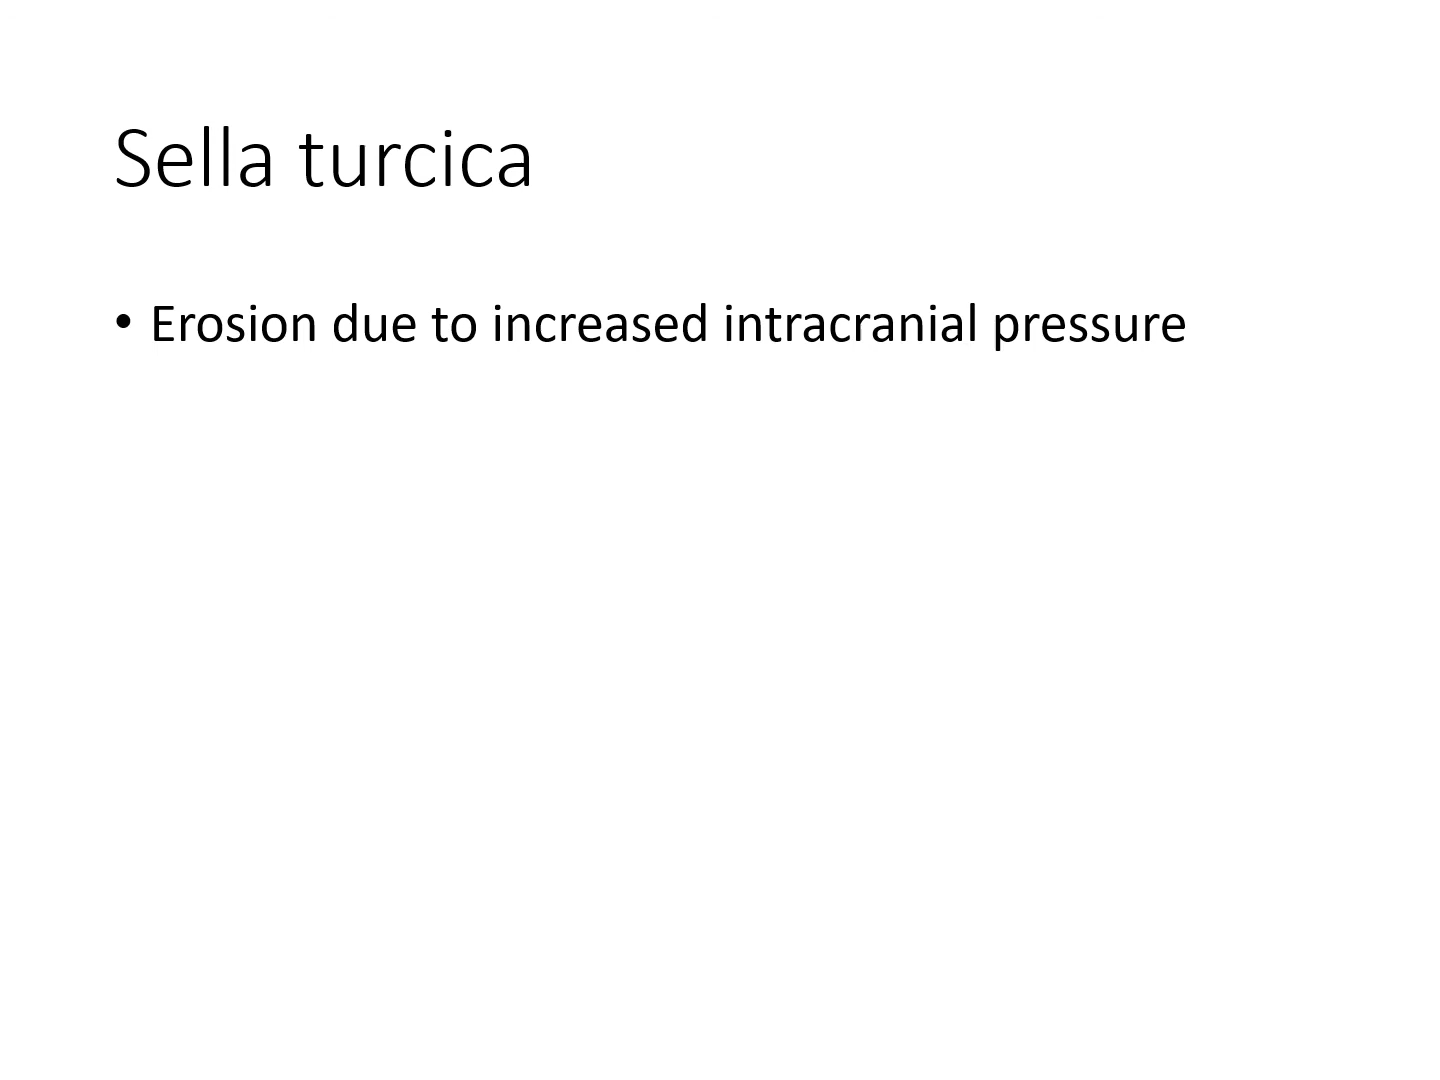 Sella turcica
• Erosion due to increased intracranial pressure